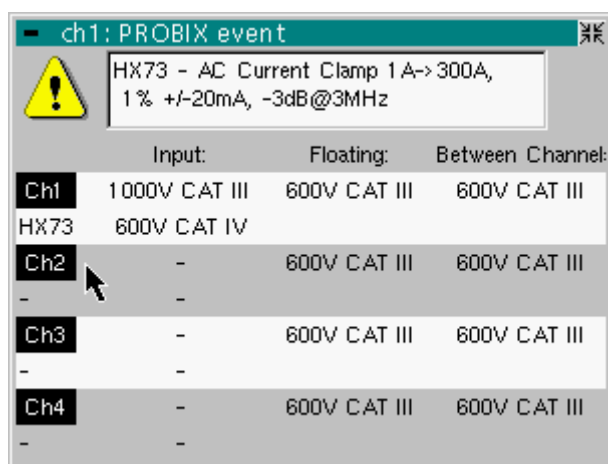 ch1: PROBIX event
HX73 - AC Current Clamp 1A->300A,
1% +/-20mA, -3dB@3MHz
Input: Floating: Between Channel:
Ch1 1000V CAT III 600V CAT III 600V CAT III
HX73 600V CAT IV
Ch2 - 600V CAT III 600V CAT III
- -
Ch3 - 600V CAT III 600V CAT III
- -
Ch4 - 600V CAT III 600V CAT III
- -